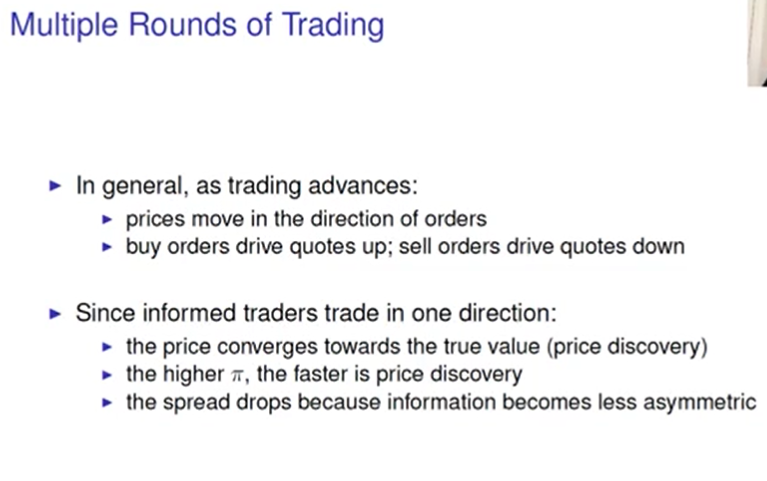 Multiple Rounds of Trading
► In general, as trading advances:
► prices move in the direction of orders
► buy orders drive quotes up; sell orders drive quotes down
► Since informed traders trade in one direction:
► the price converges towards the true value (price discovery)
► the higher π, the faster is price discovery
► the spread drops because information becomes less asymmetric